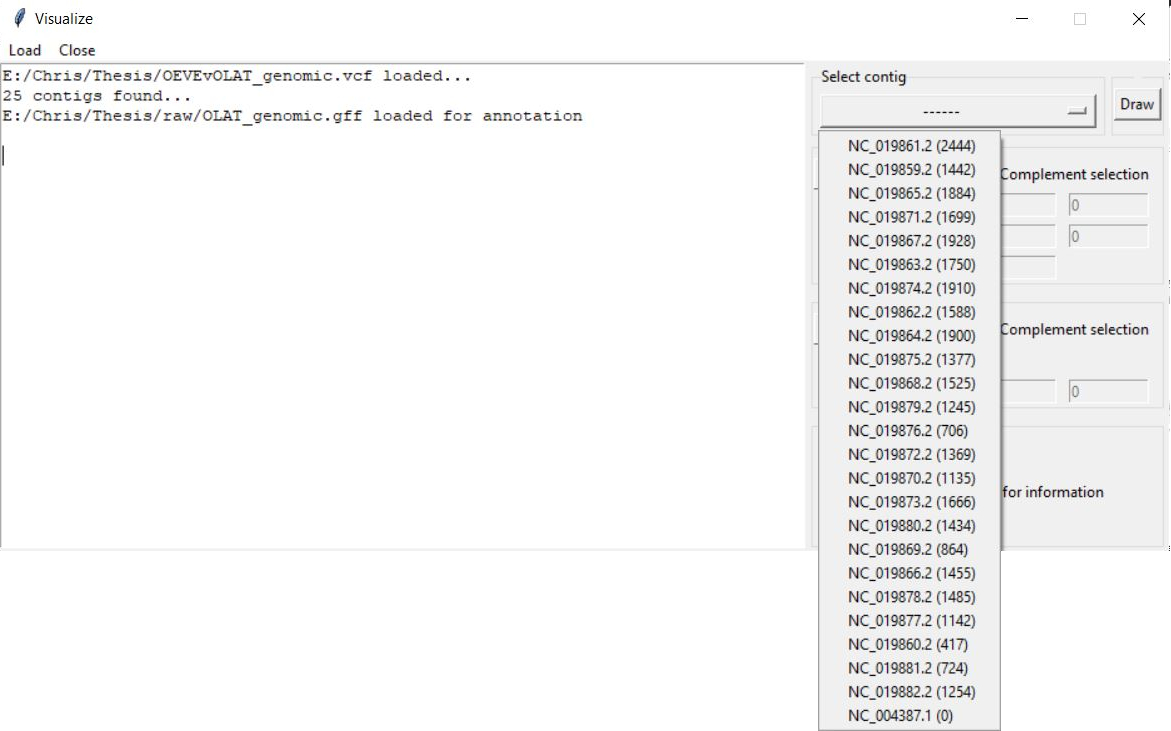 Visualize
Load Close
E:/Chris/Thesis/OEVEvOLAT_genomic.vcf loaded...
25 contigs found...
E:/Chris/Thesis/raw/OLAT_genomic.gff loaded for annotation
Select contig
------
Draw
NC_019861.2 (2444)
NC_019859.2 (1442)
NC_019865.2 (1884)
NC_019871.2 (1699)
NC_019867.2 (1928)
NC_019863.2 (1750)
NC_019874.2 (1910)
NC_019862.2 (1588)
NC_019864.2 (1900)
NC_019875.2 (1377)
NC_019868.2 (1525)
NC_019879.2 (1245)
NC_019876.2 (706)
NC_019872.2 (1369)
NC_019870.2 (1135)
NC_019873.2 (1666)
NC_019880.2 (1434)
NC_019869.2 (864)
NC_019866.2 (1455)
NC_019878.2 (1485)
NC_019877.2 (1142)
NC_019860.2 (417)
NC_019881.2 (724)
NC_019882.2 (1254)
NC_004387.1 (0)
Complement selection
0
0
Complement selection
0
for information